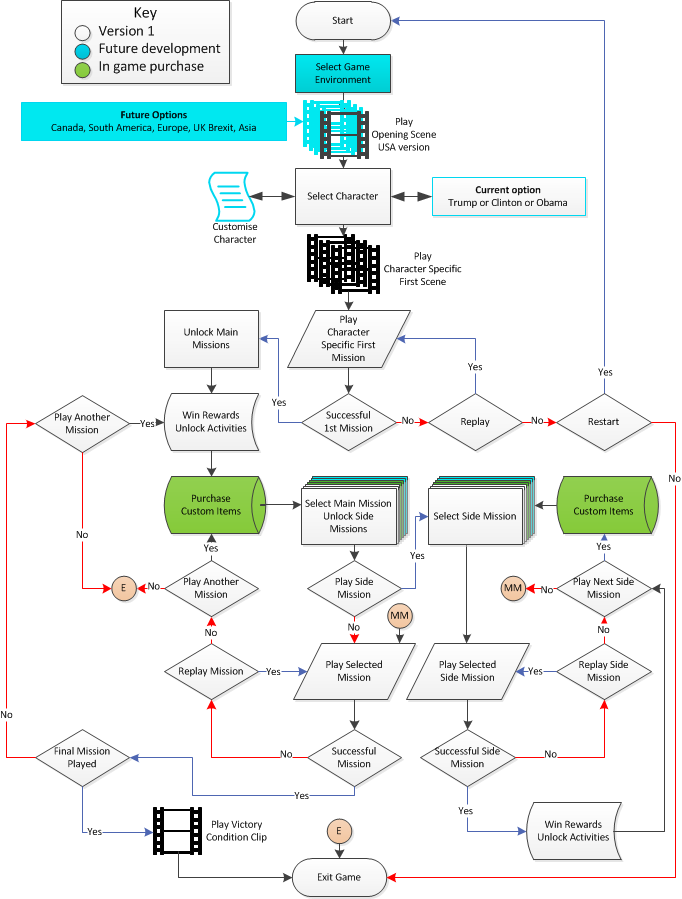 Key
Version 1
Future development
In game purchase
Start
Select Game
Environment
Future Options
Canada, South America, Europe, UK Brexit, Asia
Play
Opening Scene
USA version
Select Character
Customise
Character
Current option
Trump or Clinton or Obama
Play
Character Specific
First Scene
Unlock Main
Missions
Play
Character
Specific First
Mission
Yes
Yes
Yes
Play Another
Mission
Yes
Win Rewards
Unlock Activities
Successful
1st Mission
No
Replay
No
Restart
No
Purchase
Custom Items
Select Main Mission
Unlock Side
Missions
Select Side Mission
Purchase
Custom Items
No
Yes
Yes
Yes
E
No
Play Another
Mission
Play Side
Mission
MM
No
Play Next Side
Mission
MM
No
No
No
Replay Mission
Yes
Play Selected
Mission
Play Selected
Side Mission
Yes
Replay Side
Mission
No
Final Mission
Played
No
Successful
Mission
Successful Side
Mission
No
Yes
Yes
Yes
Play Victory
Condition Clip
E
Win Rewards
Unlock Activities
Exit Game